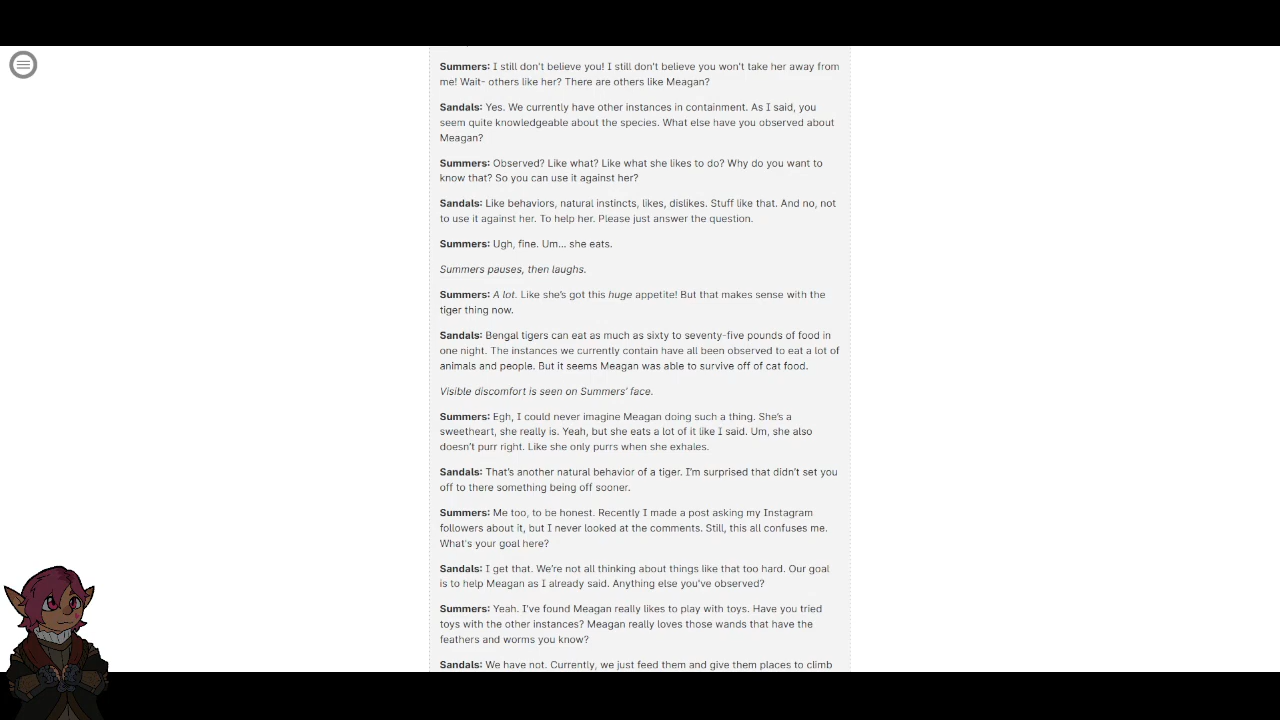 Summers: I still don't believe you! I still don't believe you won't take her away from
me! Wait- others like her? There are others like Meagan?
Sandals: Yes. We currently have other instances in containment. As I said, you
seem quite knowledgeable about the species. What else have you observed about
Meagan?
Summers: Observed? Like what? Like what she likes to do? Why do you want to
know that? So you can use it against her?
Sandals: Like behaviors, natural instincts, likes, dislikes. Stuff like that. And no, not
to use it against her. To help her. Please just answer the question.
Summers: Ugh, fine. Um... she eats.
Summers pauses, then laughs.
Summers: A lot. Like she's got this huge appetite! But that makes sense with the
tiger thing now.
Sandals: Bengal tigers can eat as much as sixty to seventy-five pounds of food in
one night. The instances we currently contain have all been observed to eat a lot of
animals and people. But it seems Meagan was able to survive off of cat food.
Visible discomfort is seen on Summers' face.
Summers: Egh, I could never imagine Meagan doing such a thing. She's a
sweetheart, she really is. Yeah, but she eats a lot of it like I said. Um, she also
doesn't purr right. Like she only purrs when she exhales.
Sandals: That's another natural behavior of a tiger. I'm surprised that didn't set you
off to there something being off sooner.
Summers: Me too, to be honest. Recently I made a post asking my Instagram
followers about it, but I never looked at the comments. Still, this all confuses me.
What's your goal here?
Sandals: I get that. We're not all thinking about things like that too hard. Our goal
is to help Meagan as I already said. Anything else you've observed?
Summers: Yeah. I've found Meagan really likes to play with toys. Have you tried
toys with the other instances? Meagan really loves those wands that have the
feathers and worms you know?
Sandals: We have not. Currently, we just feed them and give them places to climb